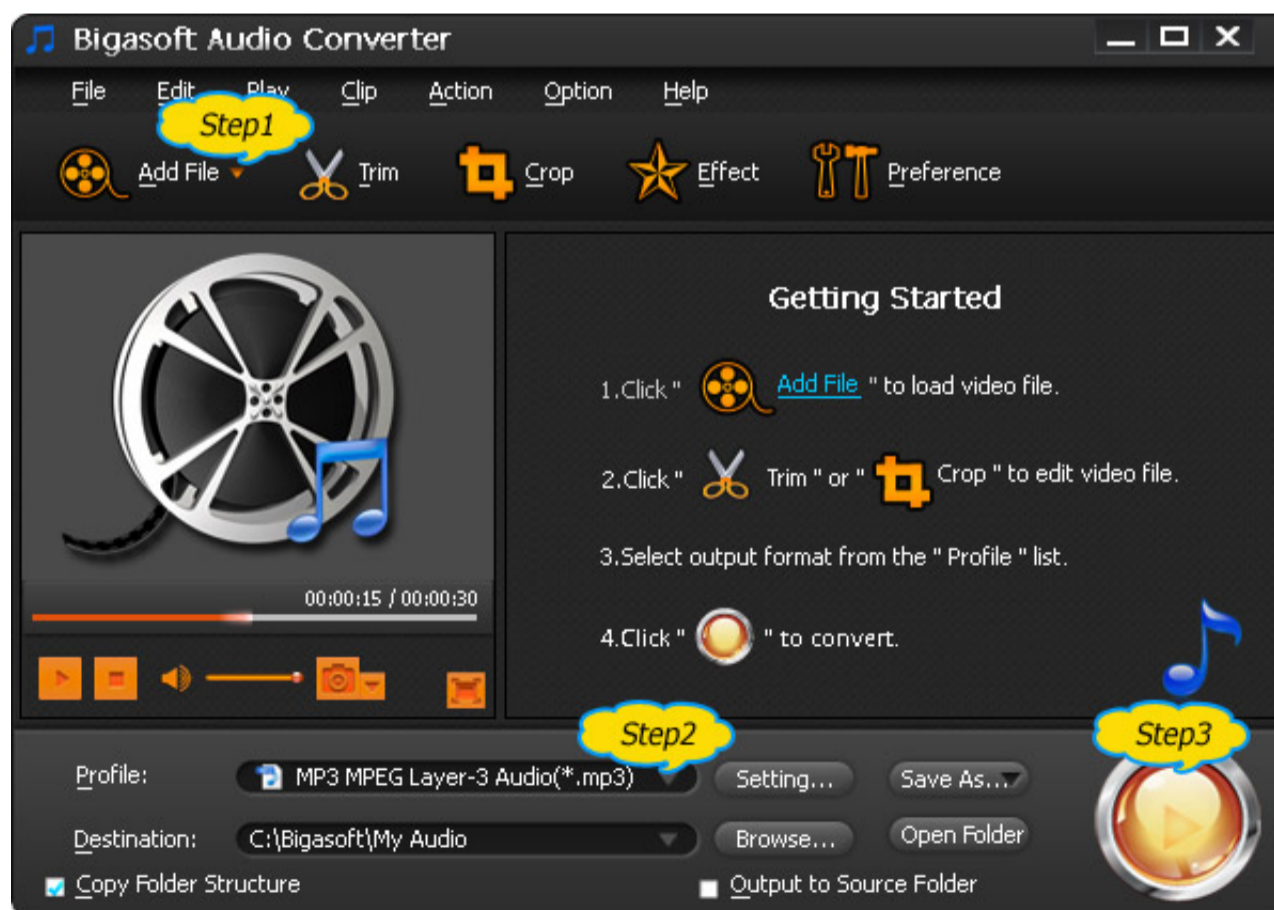 Bigasoft Audio Converter
File Edit Play Clip Action Option Help
Step1
Add File Trim Crop Effect Preference
Getting Started
1.Click " Add File " to load video file.
2.Click " Trim " or " Crop " to edit video file.
3.Select output format from the " Profile " list.
4.Click " " to convert.
00:00:15 / 00:00:30
Step2
Step3
Profile: MP3 MPEG Layer-3 Audio(*.mp3) Setting... Save As...
Destination: C:\Bigasoft\My Audio Browse... Open Folder
Copy Folder Structure Output to Source Folder